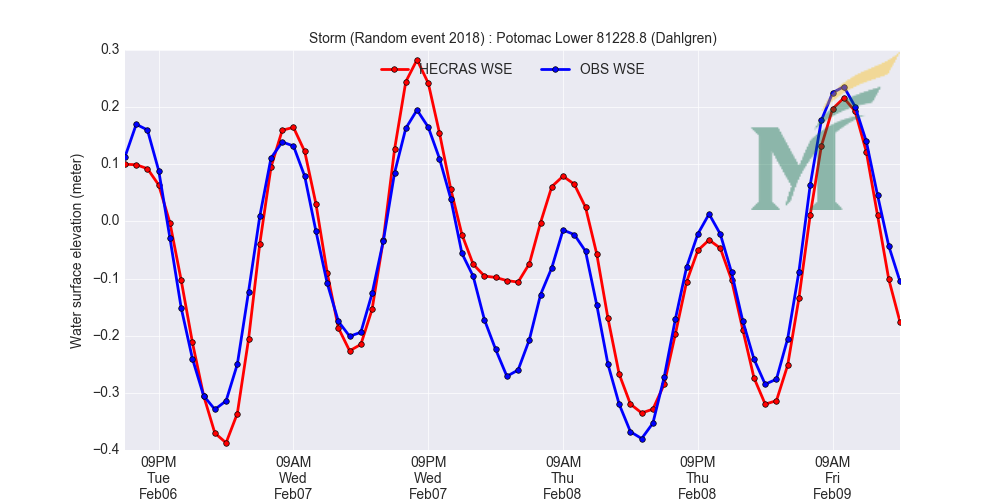 Storm (Random event 2018) : Potomac Lower 81228.8 (Dahlgren)
HECRAS WSE
OBS WSE
Water surface elevation (meter)
0.3
0.2
0.1
0.0
−0.1
−0.2
−0.3
−0.4
09PM
Tue
Feb06
09AM
Wed
Feb07
09PM
Wed
Feb07
09AM
Thu
Feb08
09PM
Thu
Feb08
09AM
Fri
Feb09
M